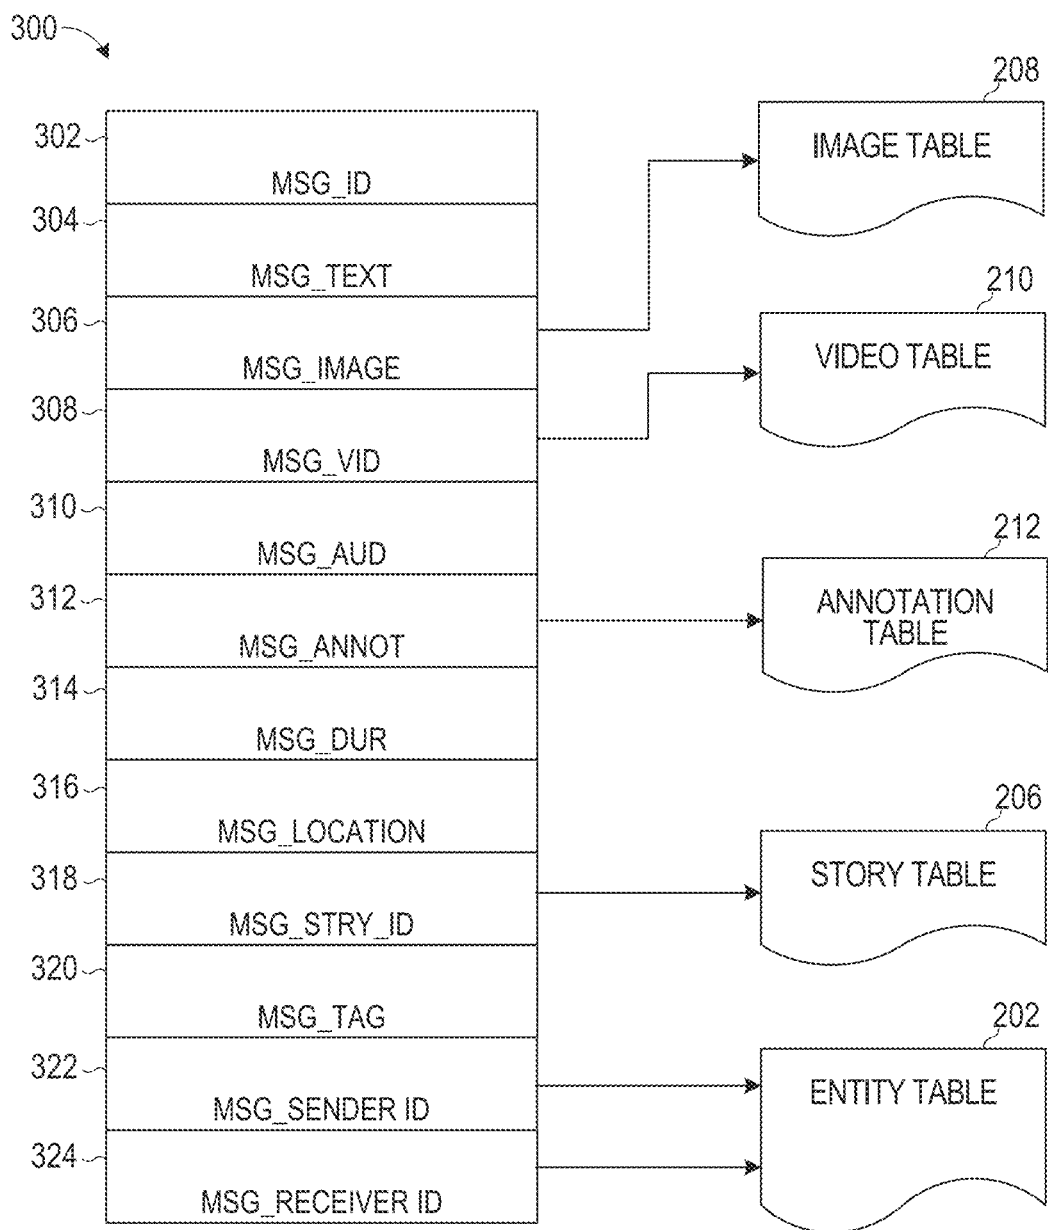 300
208
IMAGE TABLE
302
MSG_ID
304
MSG_TEXT
210
306
MSG_IMAGE
VIDEO TABLE
308
MSG_VID
310
MSG_AUD
212
312
MSG_ANNOT
ANNOTATION
TABLE
314
MSG_DUR
316
MSG_LOCATION
206
318
MSG_STRY_ID
STORY TABLE
320
MSG_TAG
202
322
MSG_SENDER ID
ENTITY TABLE
324
MSG_RECEIVER ID